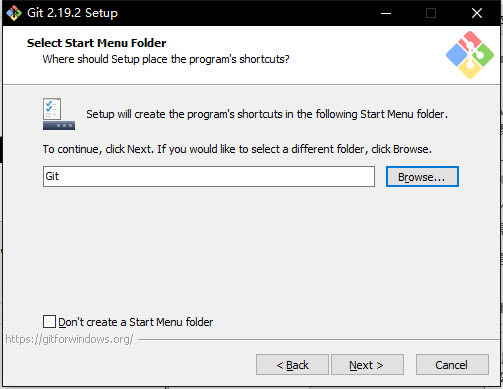 Git 2.19.2 Setup
Select Start Menu Folder
Where should Setup place the program's shortcuts?
Setup will create the program's shortcuts in the following Start Menu folder.
To continue, click Next. If you would like to select a different folder, click Browse.
Git
Browse...
Don't create a Start Menu folder
https://gitforwindows.org/
< Back
Next >
Cancel